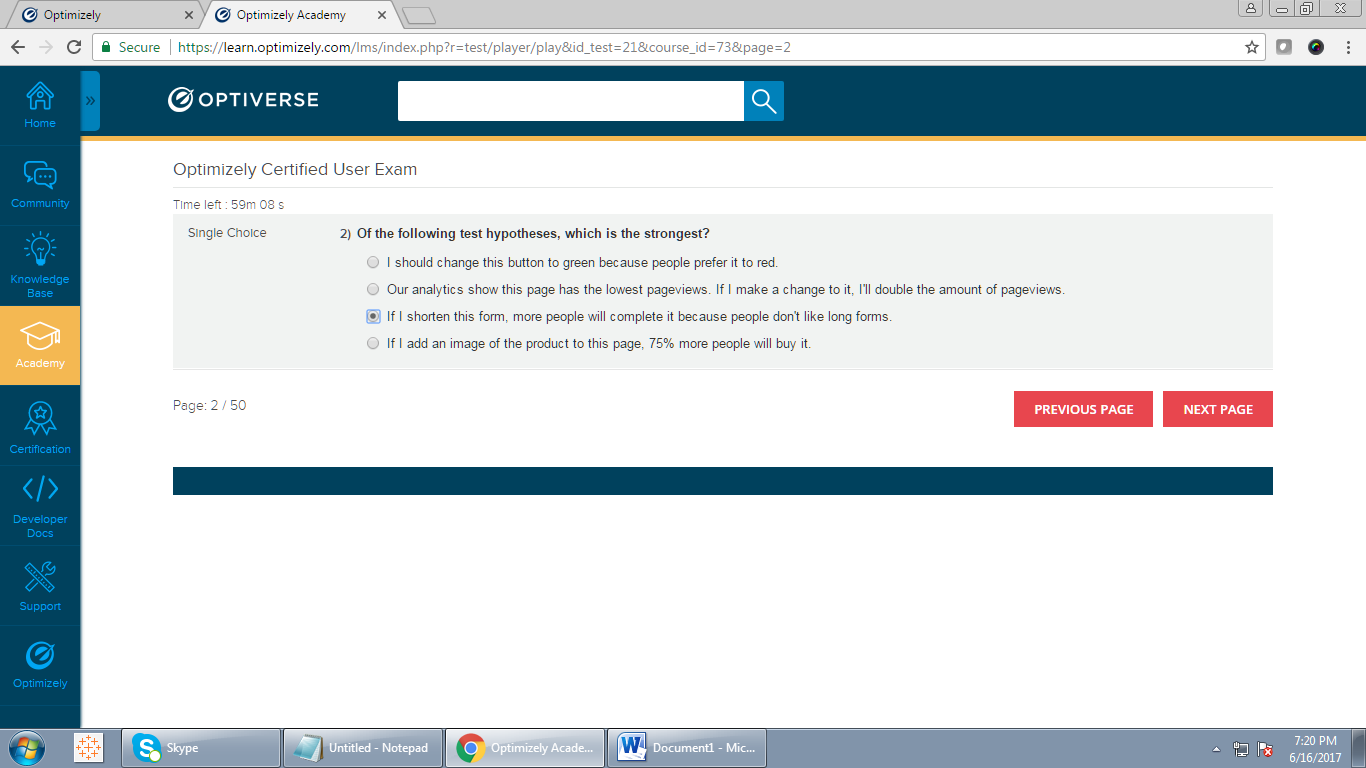 Optimizely
Optimizely Academy
Secure
https://learn.optimizely.com/lms/index.php?r=test/player/play&id_test=21&course_id=73&page=2
Home
»
OPTIVERSE
Community
Knowledge
Base
Academy
Certification
Developer
Docs
Support
Optimizely
Optimizely Certified User Exam
Time left : 59m 08 s
Single Choice
2) Of the following test hypotheses, which is the strongest?
I should change this button to green because people prefer it to red.
Our analytics show this page has the lowest pageviews. If I make a change to it, I'll double the amount of pageviews.
If I shorten this form, more people will complete it because people don't like long forms.
If I add an image of the product to this page, 75% more people will buy it.
Page: 2 / 50
PREVIOUS PAGE
NEXT PAGE
Skype
Untitled - Notepad
Optimizely Acade...
Document1 - Mic...
7:20 PM
6/16/2017